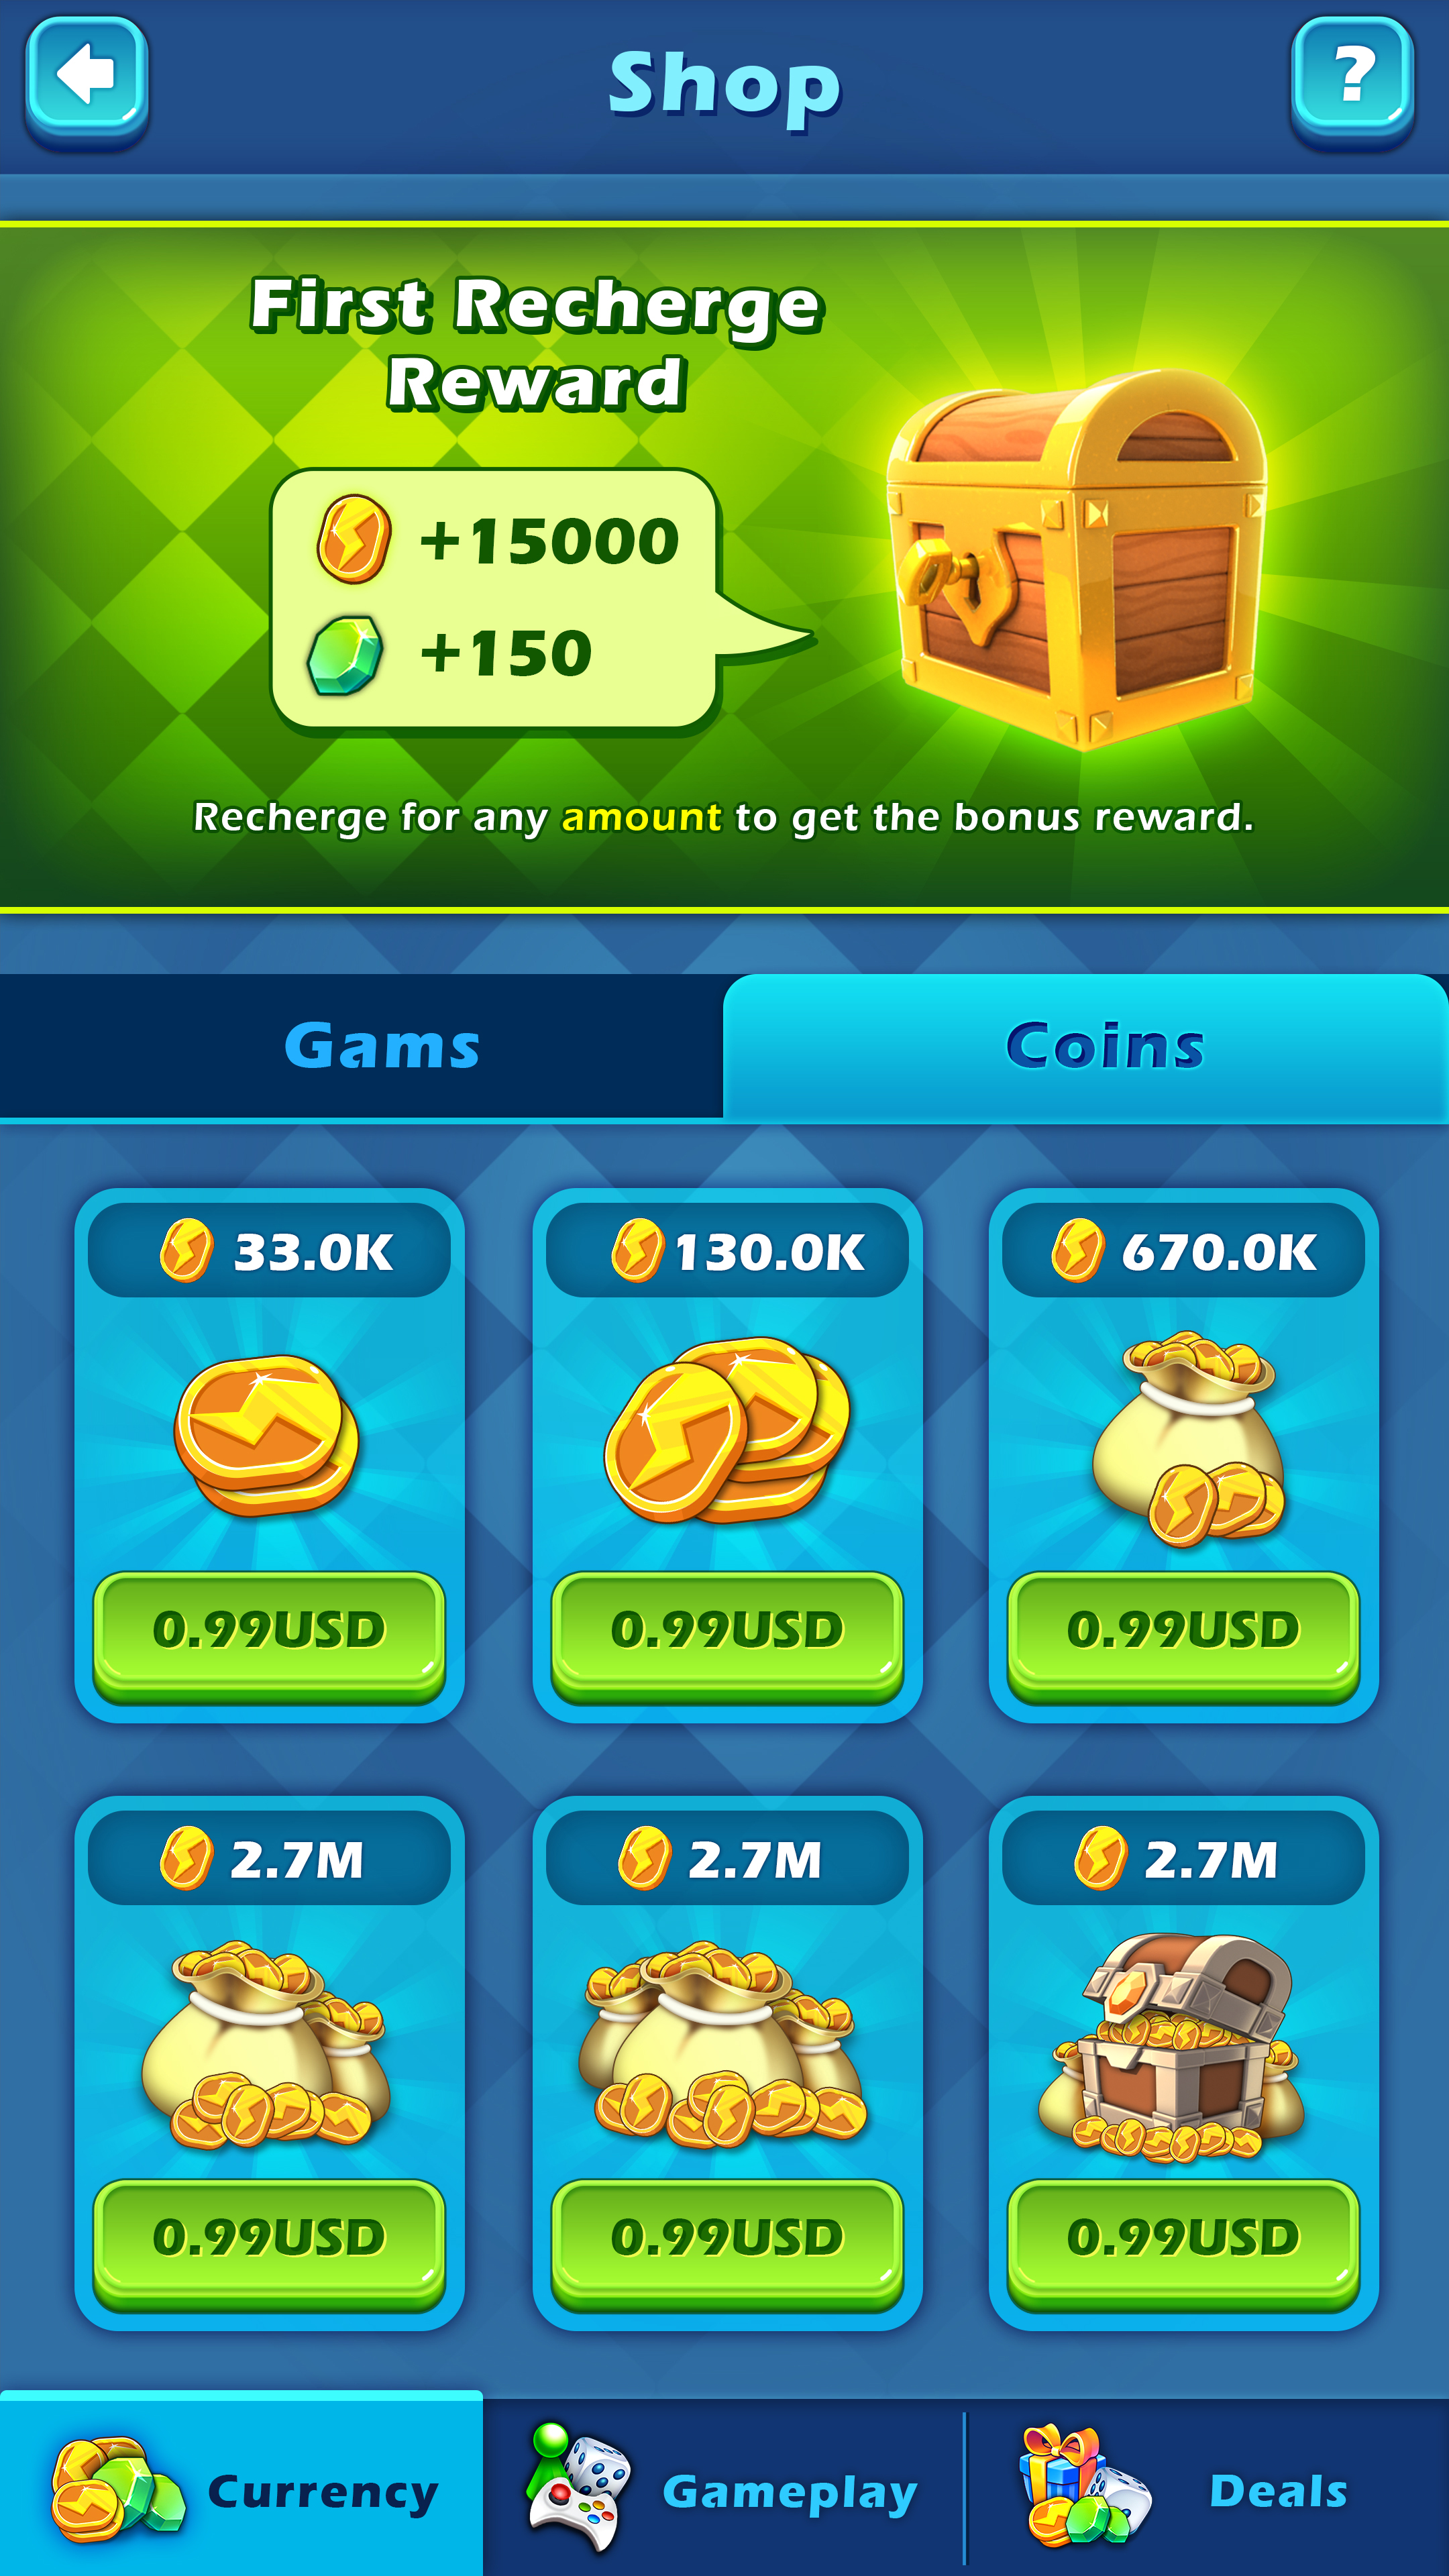 Shop
?
First Recherge
Reward
+15000
+150
Recherge for any amount to get the bonus reward.
Gams
Coins
33.0K
130.0K
670.0K
0.99USD
0.99USD
0.99USD
2.7M
2.7M
2.7M
0.99USD
0.99USD
0.99USD
Currency
Gameplay
Deals